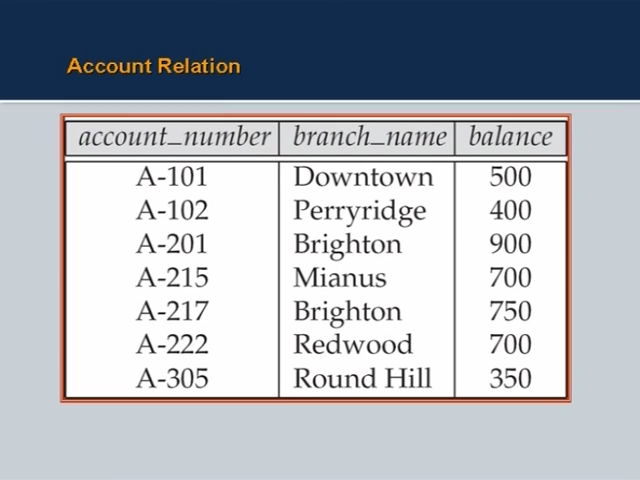 Account Relation
account_number branch_name balance
A-101 Downtown 500
A-102 Perryridge 400
A-201 Brighton 900
A-215 Mianus 700
A-217 Brighton 750
A-222 Redwood 700
A-305 Round Hill 350